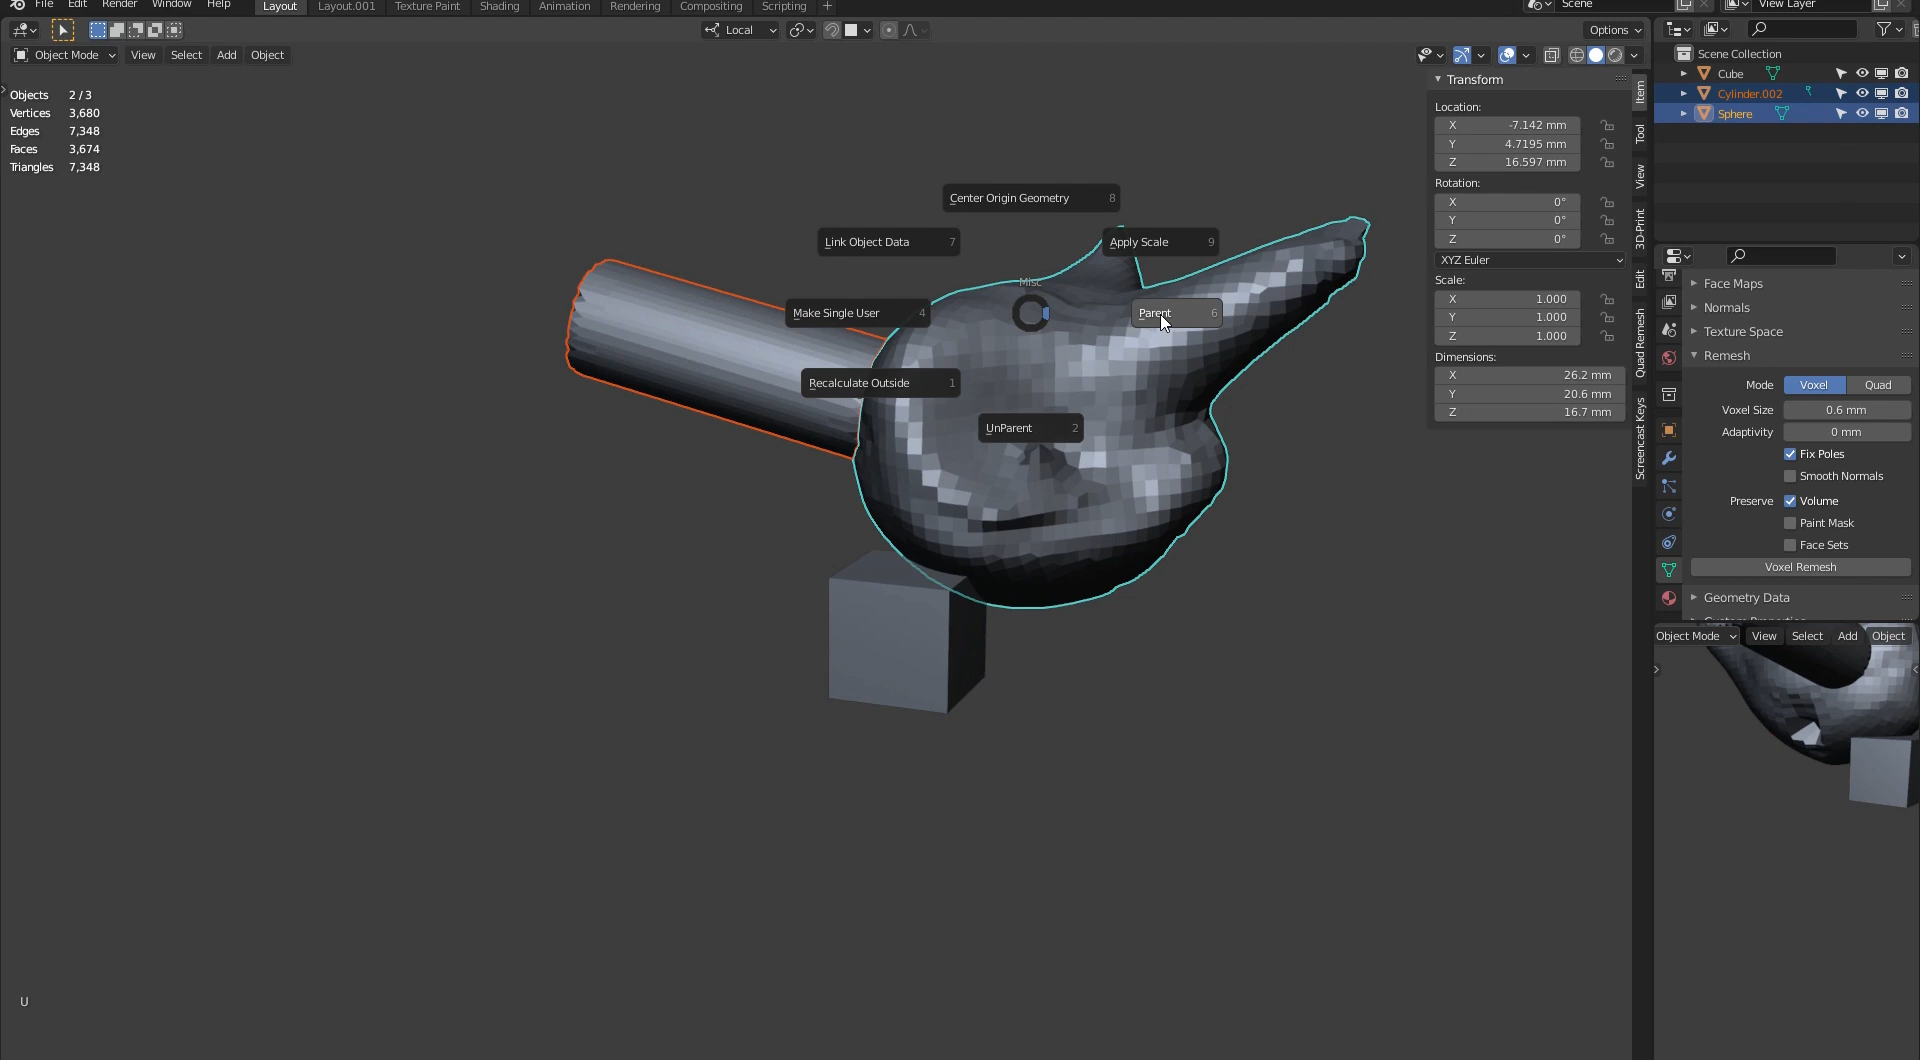 File Edit Render Window Help Layout Layout.001 Texture Paint Shading Animation Rendering Compositing Scripting + Scene View Layer
Local Options
Object Mode View Select Add Object
Objects 2 / 3
Vertices 3,680
Edges 7,348
Faces 3,674
Triangles 7,348
Center Origin Geometry 8
Link Object Data 7
Apply Scale 9
Misc
Make Single User 4
Parent 6
Recalculate Outside 1
UnParent 2
U
Transform
Location:
X -7.142 mm
Y 4.7195 mm
Z 16.597 mm
Rotation:
X 0°
Y 0°
Z 0°
XYZ Euler
Scale:
X 1.000
Y 1.000
Z 1.000
Dimensions:
X 26.2 mm
Y 20.6 mm
Z 16.7 mm
Item
Tool
View
3D-Print
Edit
Quad Remesh
Screencast Keys
Scene Collection
Cube
Cylinder.002
Sphere
Face Maps
Normals
Texture Space
Remesh
Mode Voxel Quad
Voxel Size 0.6 mm
Adaptivity 0 mm
Fix Poles
Smooth Normals
Preserve Volume
Paint Mask
Face Sets
Voxel Remesh
Geometry Data
Object Mode View Select Add Object